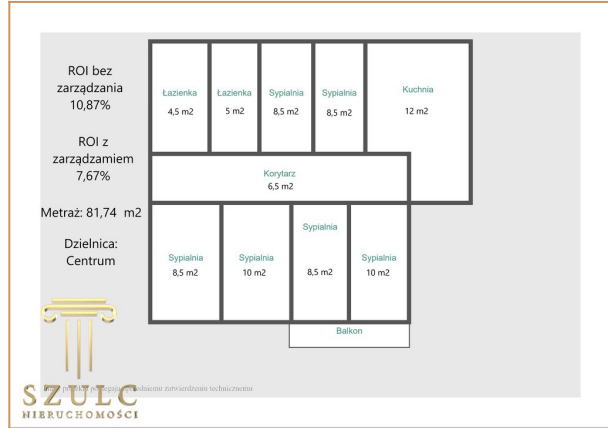 ROI bez
zarządzania
10,87%
ROI z
zarządzamiem
7,67%
Metraż: 81,74 m2
Dzielnica:
Centrum
Łazienka
4,5 m2
Łazienka
5 m2
Sypialnia
8,5 m2
Sypialnia
8,5 m2
Kuchnia
12 m2
Korytarz
6,5 m2
Sypialnia
8,5 m2
Sypialnia
10 m2
Sypialnia
8,5 m2
Sypialnia
10 m2
Balkon
zatwierdzeniu technicznemu
SZULC
NIERUCHOMOŚCI